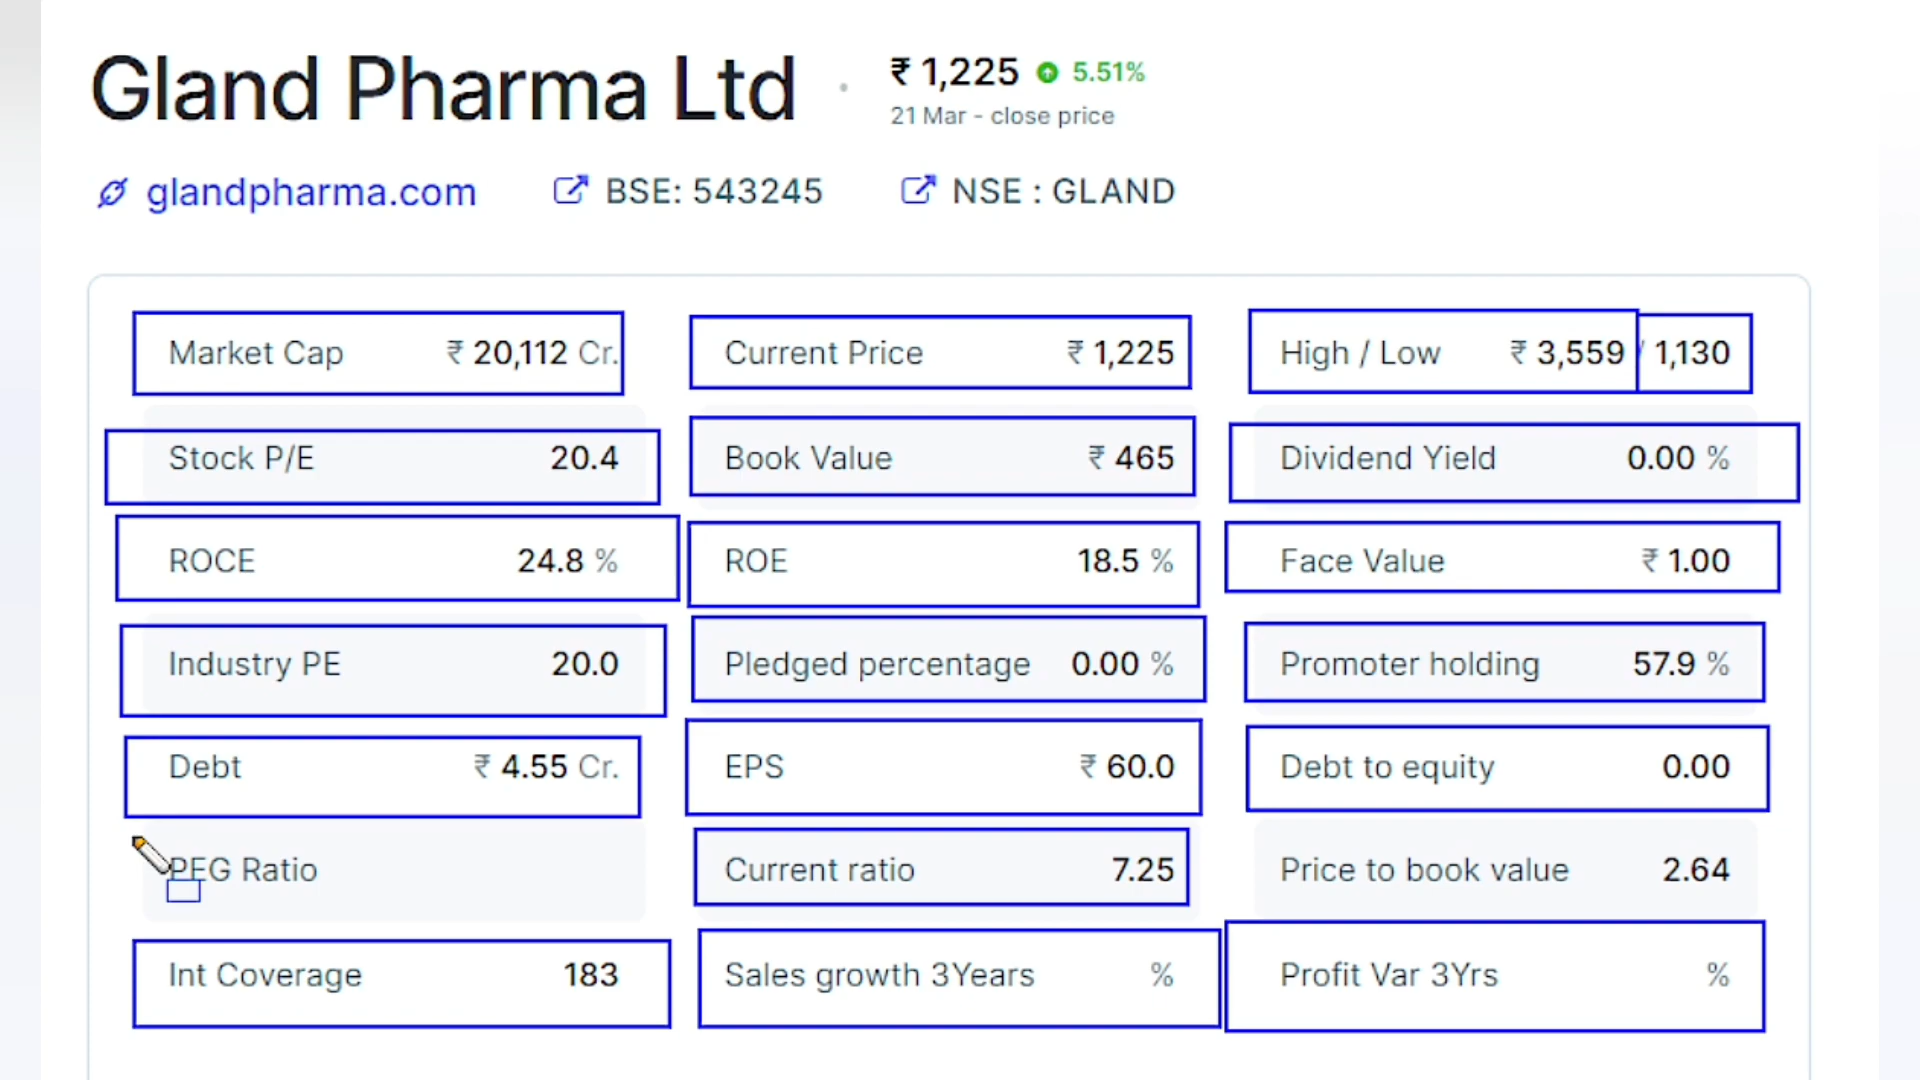 Gland Pharma Ltd · ₹ 1,225 5.51%
21 Mar - close price
glandpharma.com BSE: 543245 NSE : GLAND
Market Cap ₹ 20,112 Cr. Current Price ₹ 1,225 High / Low ₹ 3,559 / 1,130
Stock P/E 20.4 Book Value ₹ 465 Dividend Yield 0.00 %
ROCE 24.8 % ROE 18.5 % Face Value ₹ 1.00
Industry PE 20.0 Pledged percentage 0.00 % Promoter holding 57.9 %
Debt ₹ 4.55 Cr. EPS ₹ 60.0 Debt to equity 0.00
PEG Ratio Current ratio 7.25 Price to book value 2.64
Int Coverage 183 Sales growth 3Years % Profit Var 3Yrs %